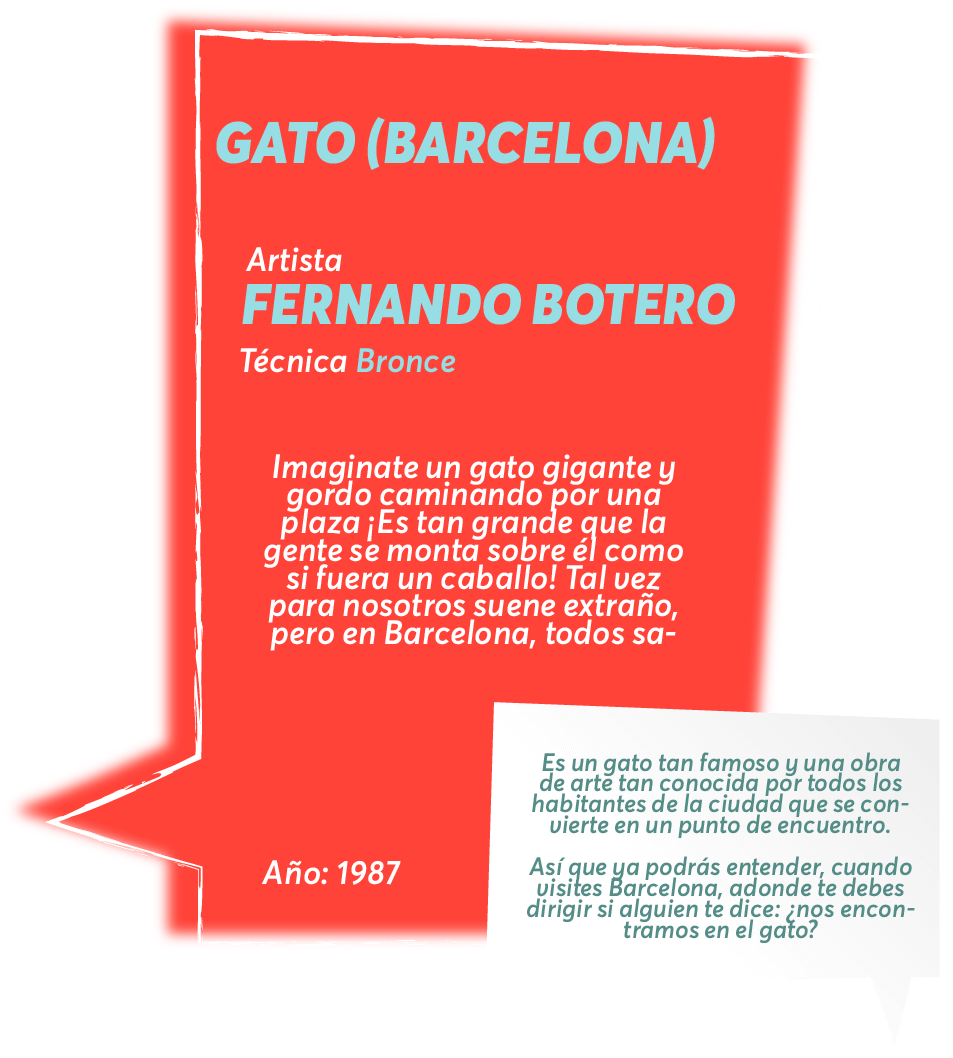 GATO (BARCELONA)
Artista
FERNANDO BOTERO
Técnica Bronce
Imaginate un gato gigante y
gordo caminando por una
plaza ¡Es tan grande que la
gente se monta sobre él como
si fuera un caballo! Tal vez
para nosotros suene extraño,
pero en Barcelona, todos sa-
Año: 1987
Es un gato tan famoso y una obra
de arte tan conocida por todos los
habitantes de la ciudad que se con-
vierte en un punto de encuentro.
Así que ya podrás entender, cuando
visites Barcelona, adonde te debes
dirigir si alguien te dice: ¿nos encon-
tramos en el gato?